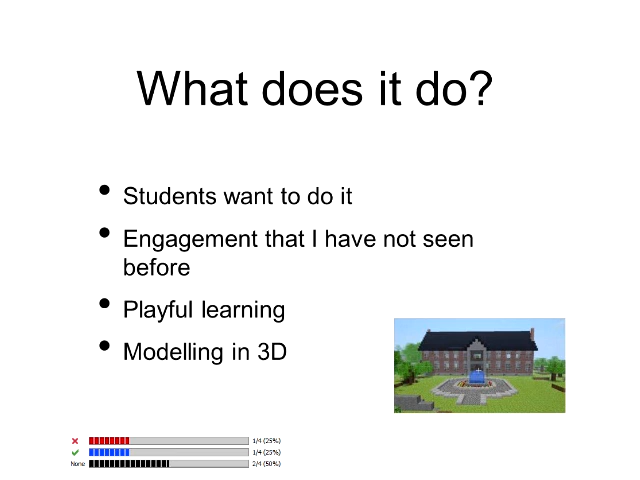 What does it do?
• Students want to do it
• Engagement that I have not seen
before
• Playful learning
• Modelling in 3D
1/4 (25%)
1/4 (25%)
None 2/4 (50%)